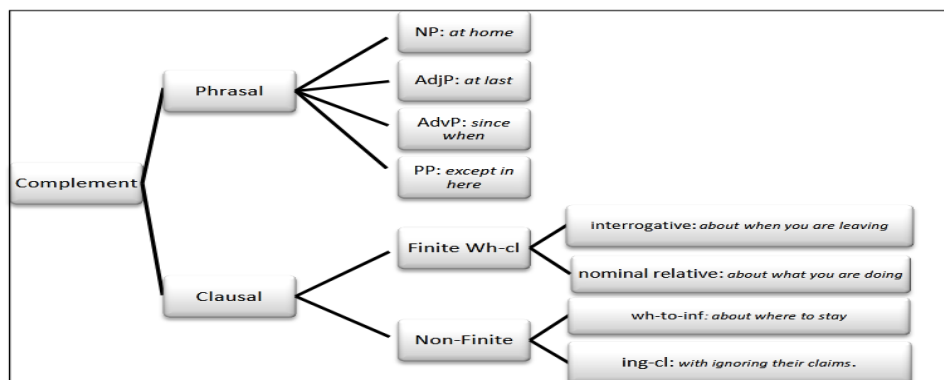 Complement
Phrasal
NP: at home
AdjP: at last
AdvP: since
when
PP: except in
here
Clausal
Finite Wh-cl
interrogative: about when you are leaving
nominal relative: about what you are doing
Non-Finite
wh-to-inf: about where to stay
ing-cl: with ignoring their claims.